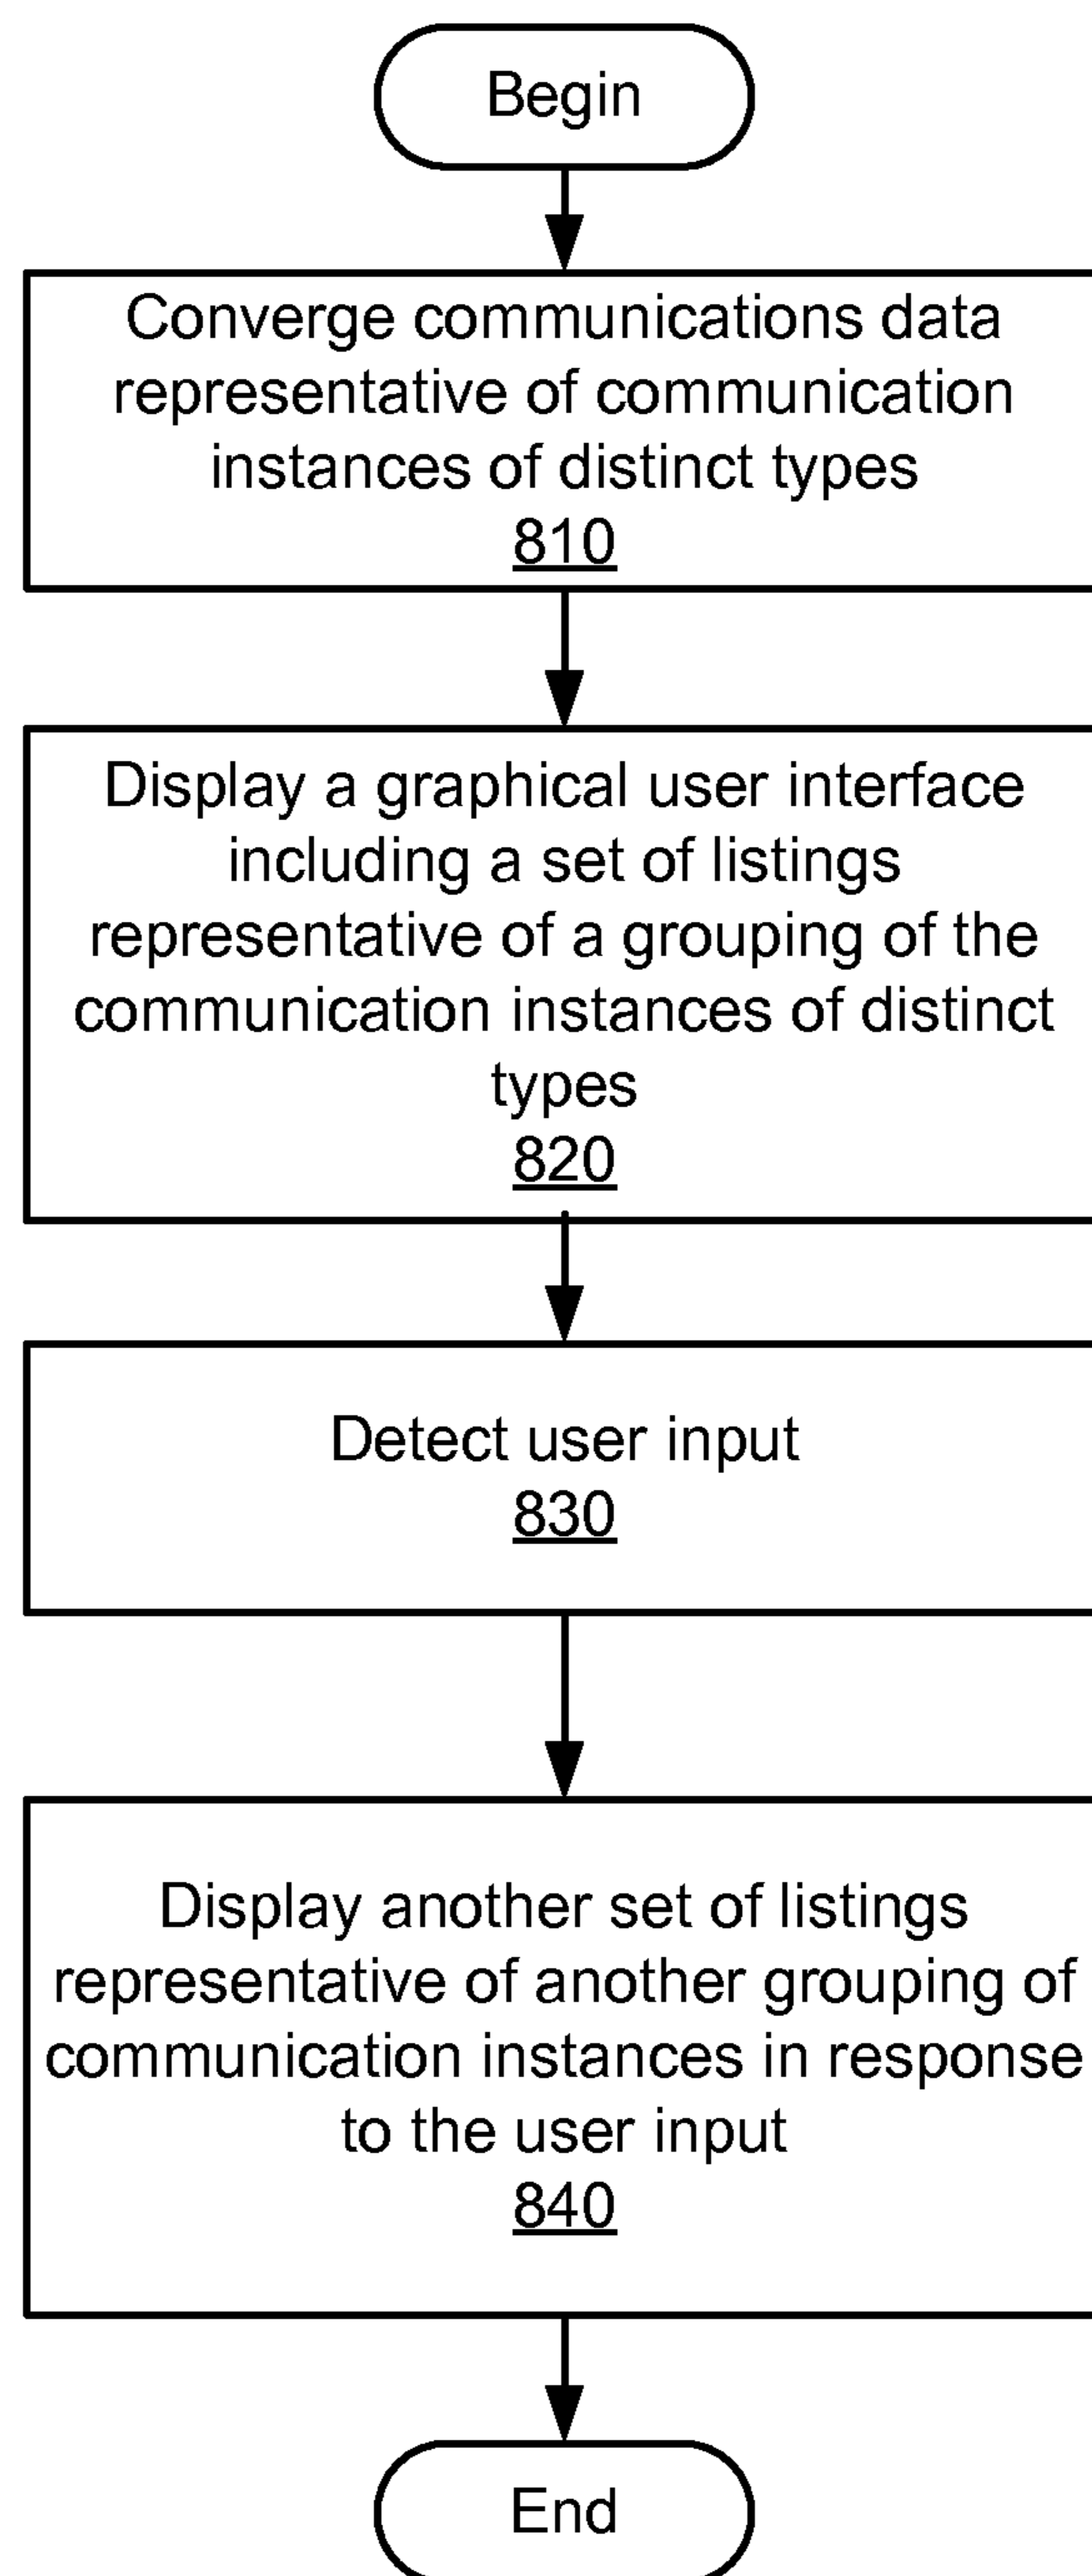 Begin
Converge communications data
representative of communication
instances of distinct types
810
Display a graphical user interface
including a set of listings
representative of a grouping of the
communication instances of distinct
types
820
Detect user input
830
Display another set of listings
representative of another grouping of
communication instances in response
to the user input
840
End